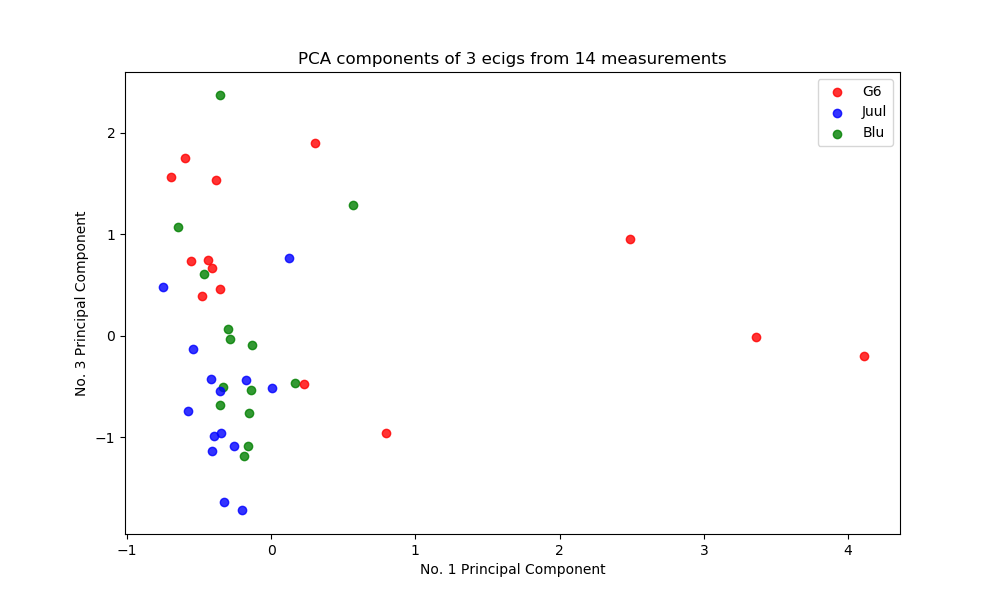 PCA components of 3 ecigs from 14 measurements
G6
Juul
Blu
No. 3 Principal Component
2
1
0
−1
−1 0 1 2 3 4
No. 1 Principal Component